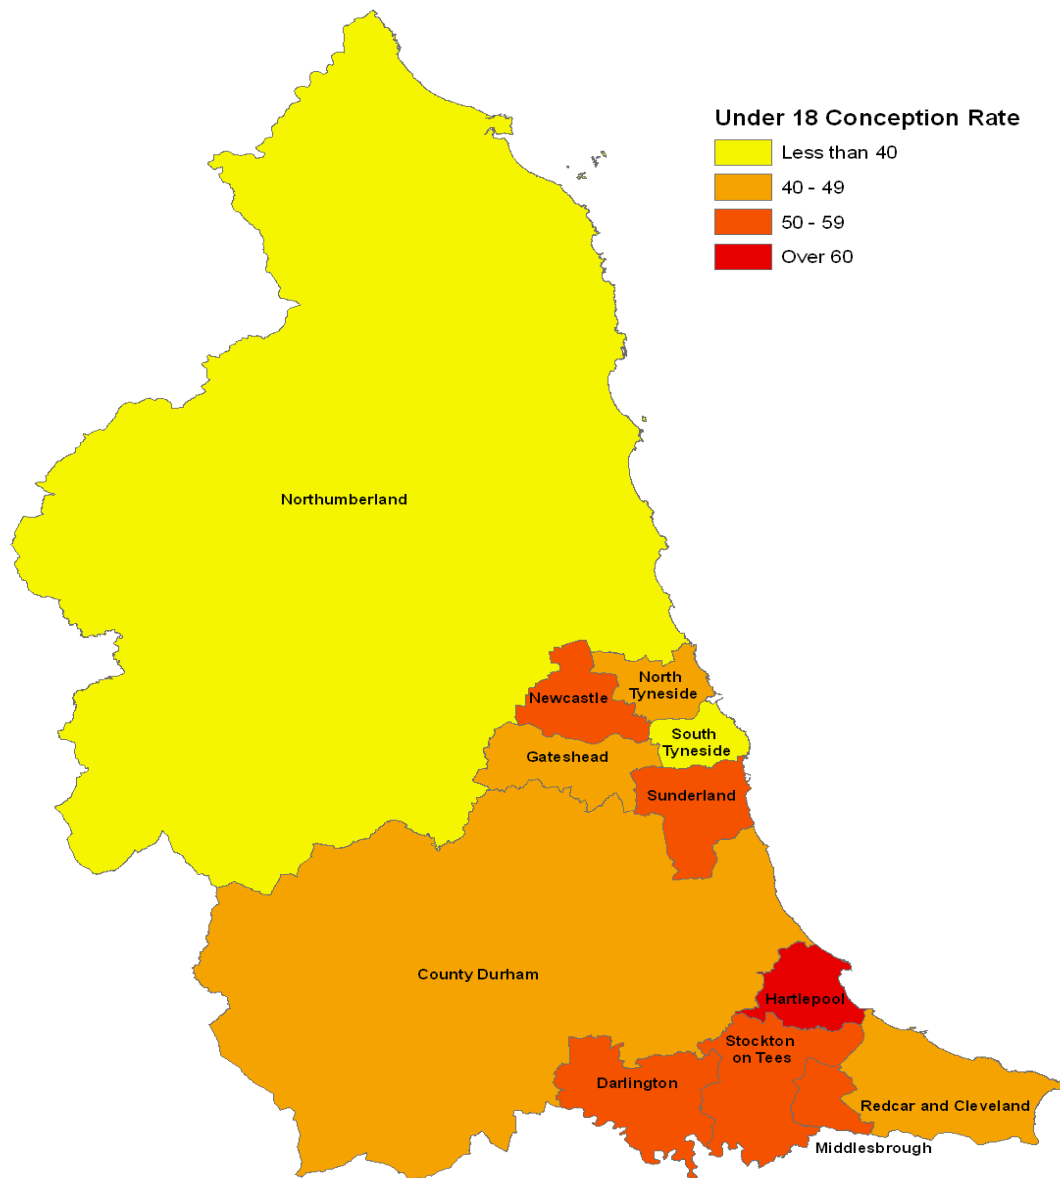 Under 18 Conception Rate
Less than 40
40 - 49
50 - 59
Over 60
Northumberland
North
Tyneside
Newcastle
South
Tyneside
Gateshead
Sunderland
County Durham
Hartlepool
Stockton
on Tees
Darlington
Redcar and Cleveland
Middlesbrough